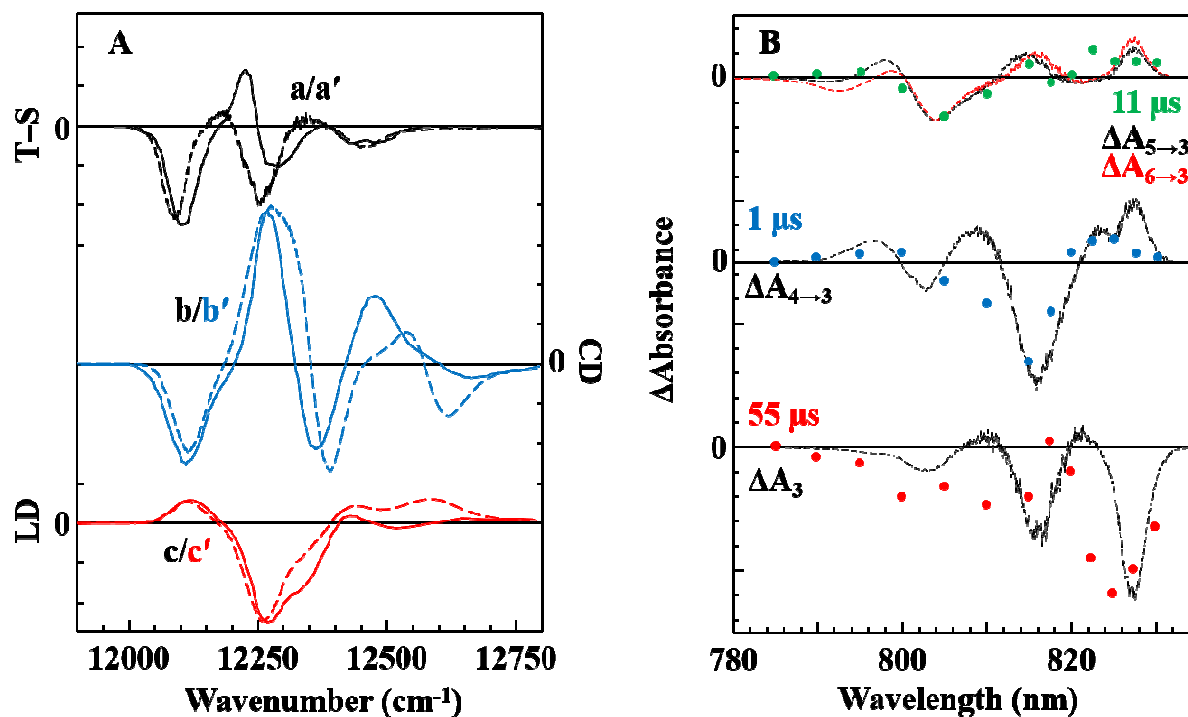 A
a/a′
T–S
0
b/b′
0
CD
LD
0
c/c′
12000 12250 12500 12750
Wavenumber (cm⁻¹)
B
0
11 μs
ΔA₅→₃
ΔA₆→₃
1 μs
0
ΔA₄→₃
ΔAbsorbance
55 μs
0
ΔA₃
780 800 820
Wavelength (nm)